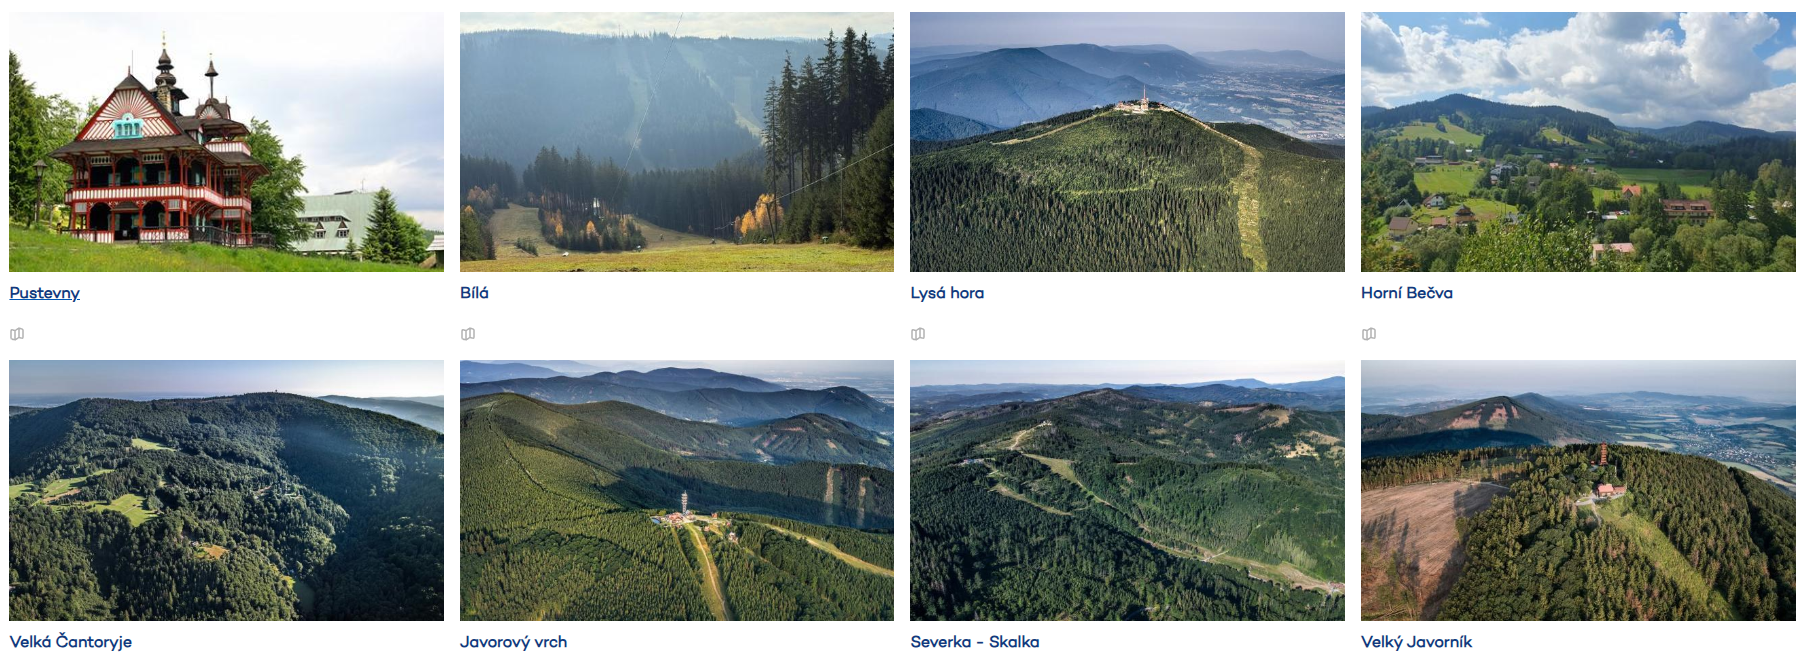 Pustevny
Bílá
Lysá hora
Horní Bečva
Velká Čantoryje
Javorový vrch
Severka - Skalka
Velký Javorník